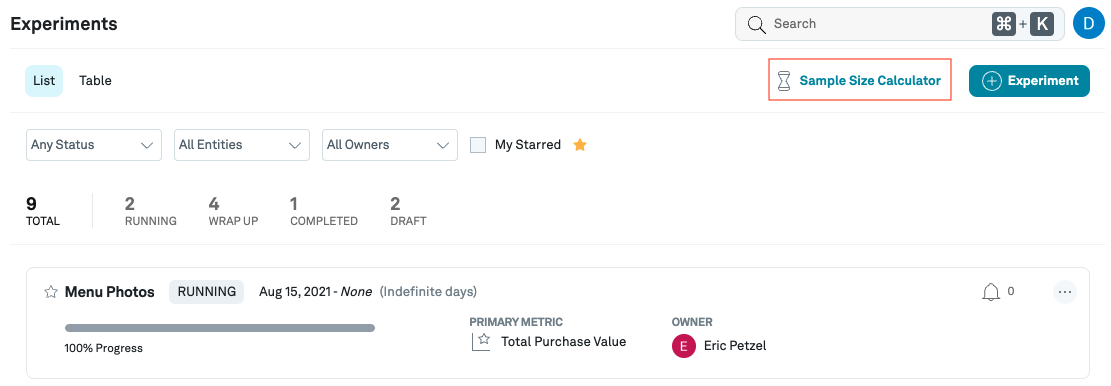 Experiments
Search ⌘ + K D
List Table Sample Size Calculator Experiment
Any Status All Entities All Owners My Starred
9 2 4 1 2
TOTAL RUNNING WRAP UP COMPLETED DRAFT
Menu Photos RUNNING Aug 15, 2021 - None (Indefinite days) 0
PRIMARY METRIC OWNER
Total Purchase Value E Eric Petzel
100% Progress